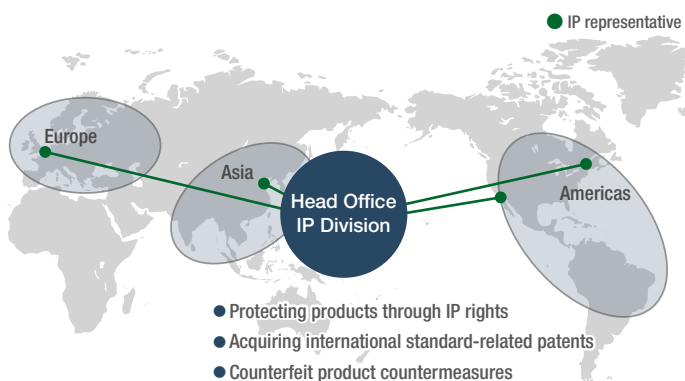 IP representative
Europe
Asia
Head Office
IP Division
Americas
Protecting products through IP rights
Acquiring international standard-related patents
Counterfeit product countermeasures